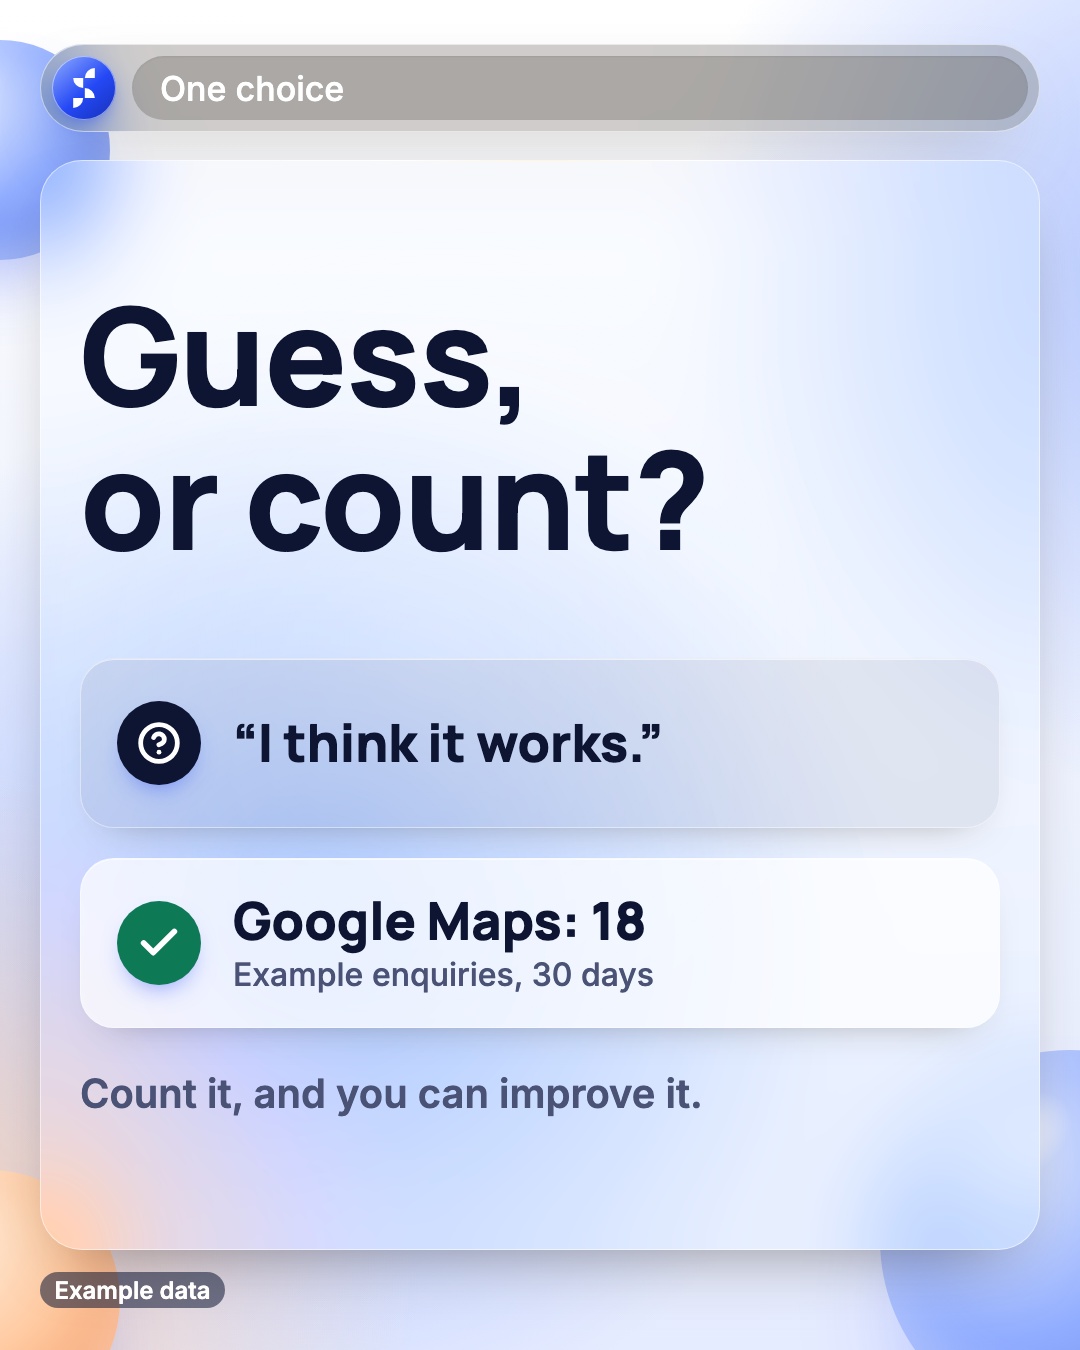 One choice
Guess,
or count?
“I think it works.”
Google Maps: 18
Example enquiries, 30 days
Count it, and you can improve it.
Example data